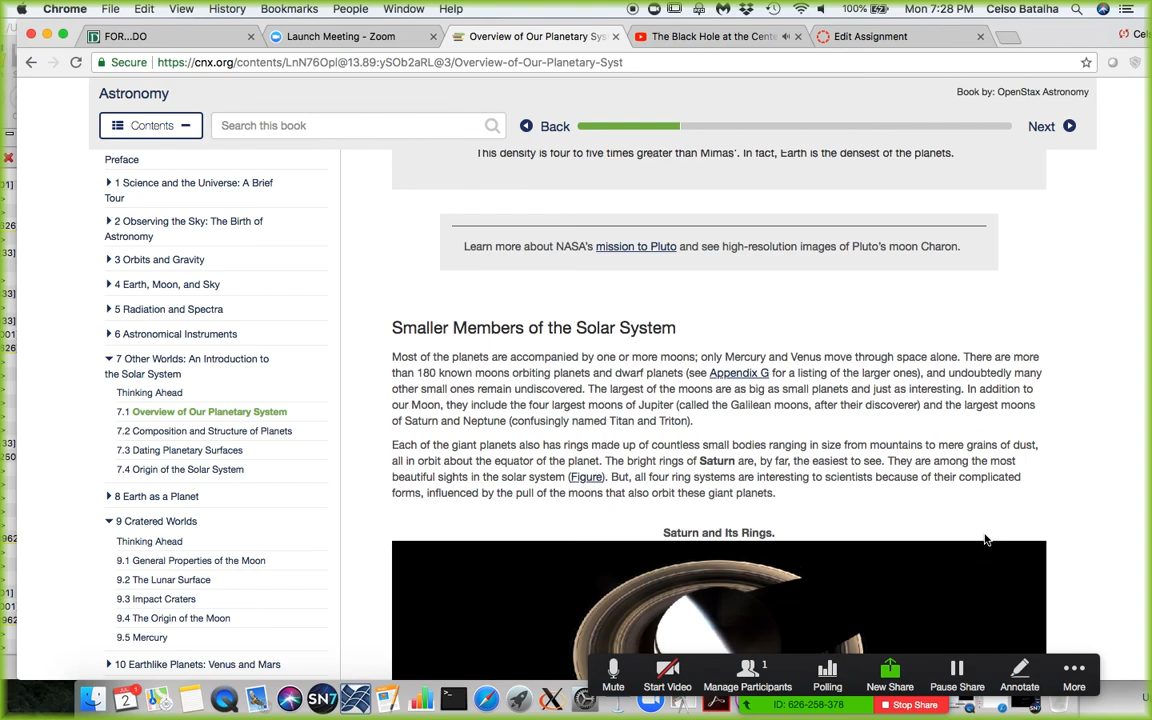 Chrome File Edit View History Bookmarks People Window Help 100% Mon 7:28 PM Celso Batalha
FOR...DO Launch Meeting - Zoom Overview of Our Planetary Sys The Black Hole at the Cente Edit Assignment
Secure https://cnx.org/contents/LnN76Opl@13.89:ySOb2aRL@3/Overview-of-Our-Planetary-Syst
Astronomy
Book by: OpenStax Astronomy
Contents Search this book Back Next
This density is four to five times greater than Mimas'. In fact, Earth is the densest of the planets.
Preface
1 Science and the Universe: A Brief
Tour
2 Observing the Sky: The Birth of
Astronomy
3 Orbits and Gravity
4 Earth, Moon, and Sky
5 Radiation and Spectra
6 Astronomical Instruments
7 Other Worlds: An Introduction to
the Solar System
Thinking Ahead
7.1 Overview of Our Planetary System
7.2 Composition and Structure of Planets
7.3 Dating Planetary Surfaces
7.4 Origin of the Solar System
8 Earth as a Planet
9 Cratered Worlds
Thinking Ahead
9.1 General Properties of the Moon
9.2 The Lunar Surface
9.3 Impact Craters
9.4 The Origin of the Moon
9.5 Mercury
10 Earthlike Planets: Venus and Mars
Learn more about NASA's mission to Pluto and see high-resolution images of Pluto's moon Charon.
Smaller Members of the Solar System
Most of the planets are accompanied by one or more moons; only Mercury and Venus move through space alone. There are more
than 180 known moons orbiting planets and dwarf planets (see Appendix G for a listing of the larger ones), and undoubtedly many
other small ones remain undiscovered. The largest of the moons are as big as small planets and just as interesting. In addition to
our Moon, they include the four largest moons of Jupiter (called the Galilean moons, after their discoverer) and the largest moons
of Saturn and Neptune (confusingly named Titan and Triton).
Each of the giant planets also has rings made up of countless small bodies ranging in size from mountains to mere grains of dust,
all in orbit about the equator of the planet. The bright rings of Saturn are, by far, the easiest to see. They are among the most
beautiful sights in the solar system (Figure). But, all four ring systems are interesting to scientists because of their complicated
forms, influenced by the pull of the moons that also orbit these giant planets.
Saturn and Its Rings.
1
Mute Start Video Manage Participants Polling New Share Pause Share Annotate More
ID: 626-258-378 Stop Share
2
SN7